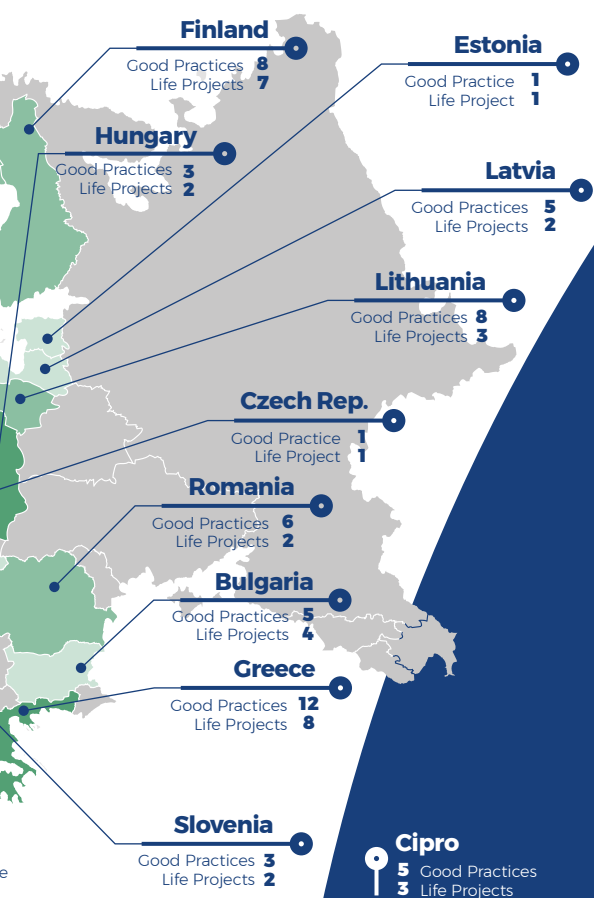 Finland
Good Practices 8
Life Projects 7
Estonia
Good Practice 1
Life Project 1
Hungary
Good Practices 3
Life Projects 2
Latvia
Good Practices 5
Life Projects 2
Lithuania
Good Practices 8
Life Projects 3
Czech Rep.
Good Practice 1
Life Project 1
Romania
Good Practices 6
Life Projects 2
Bulgaria
Good Practices 5
Life Projects 4
Greece
Good Practices 12
Life Projects 8
Slovenia
Good Practices 3
Life Projects 2
Cipro
5 Good Practices
3 Life Projects
e